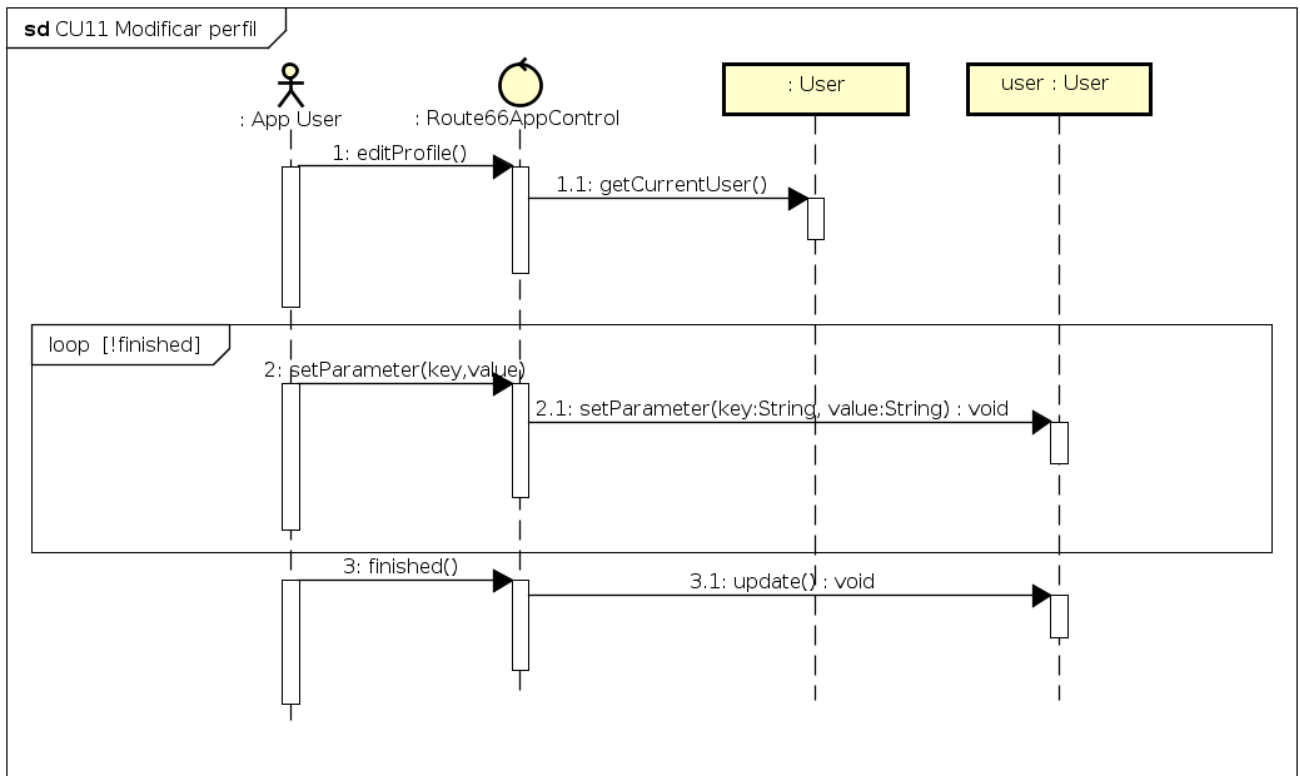 sd CU11 Modificar perfil
: App User
: Route66AppControl
: User
user : User
1: editProfile()
1.1: getCurrentUser()
loop [!finished]
2: setParameter(key,value)
2.1: setParameter(key:String, value:String) : void
3: finished()
3.1: update() : void